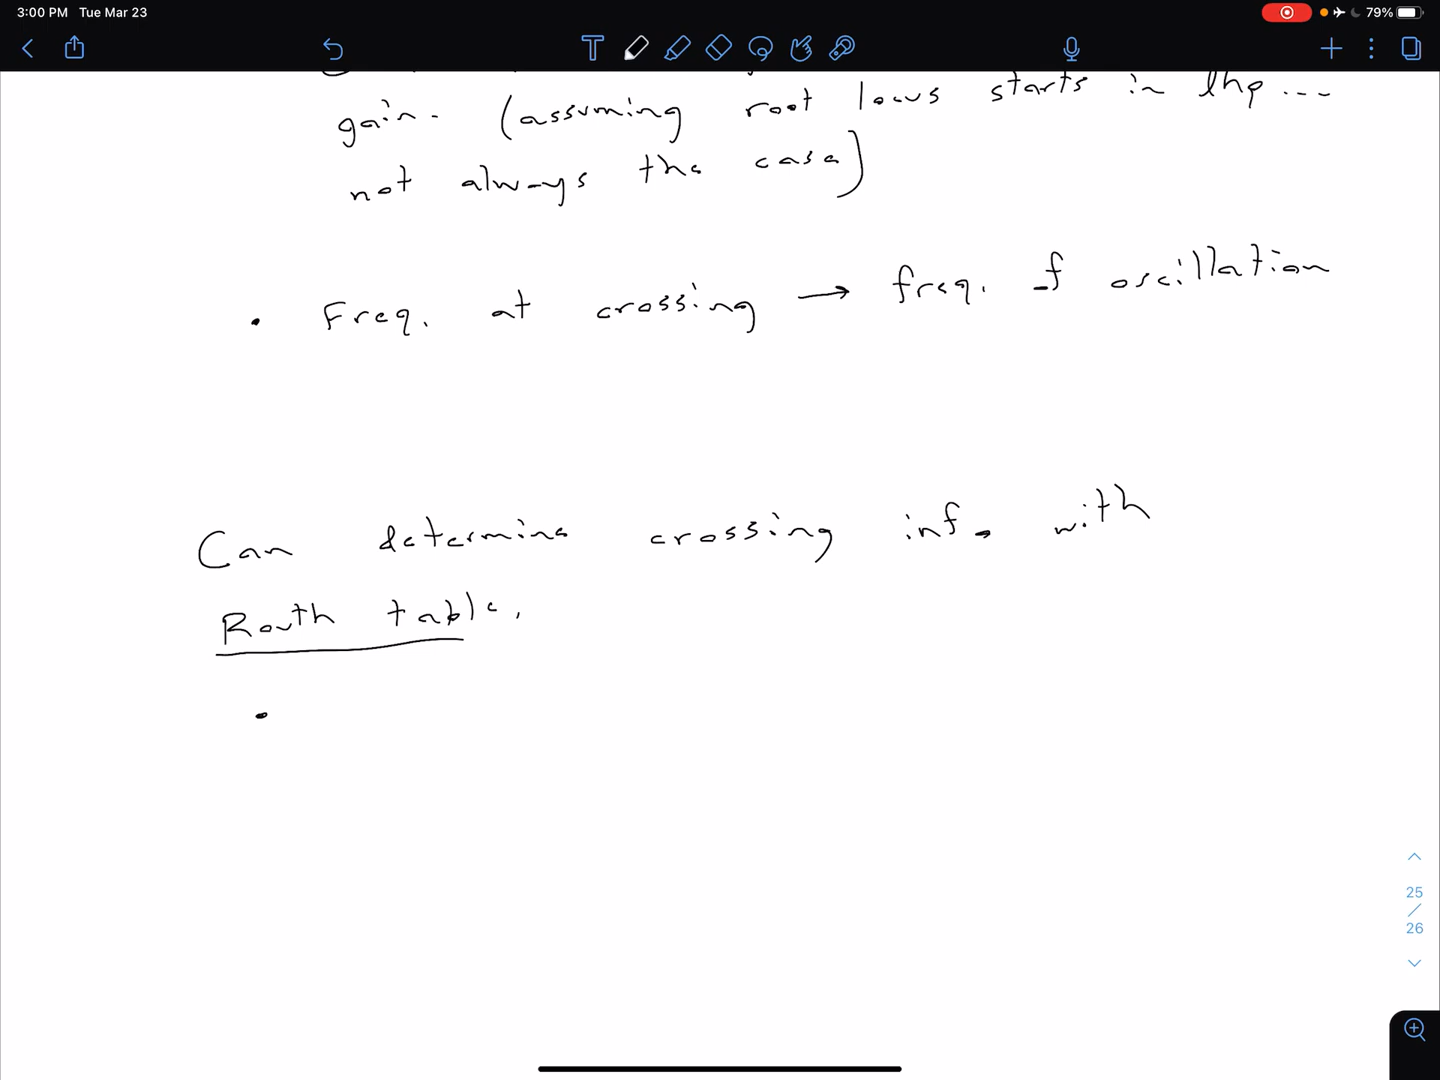 3:00 PM Tue Mar 23
79%
gain. (assuming root locus starts in lhp ...
not always the case)
• Freq. at crossing → freq. of oscillation
Can determine crossing info. with
Routh table.
•
25
/
26